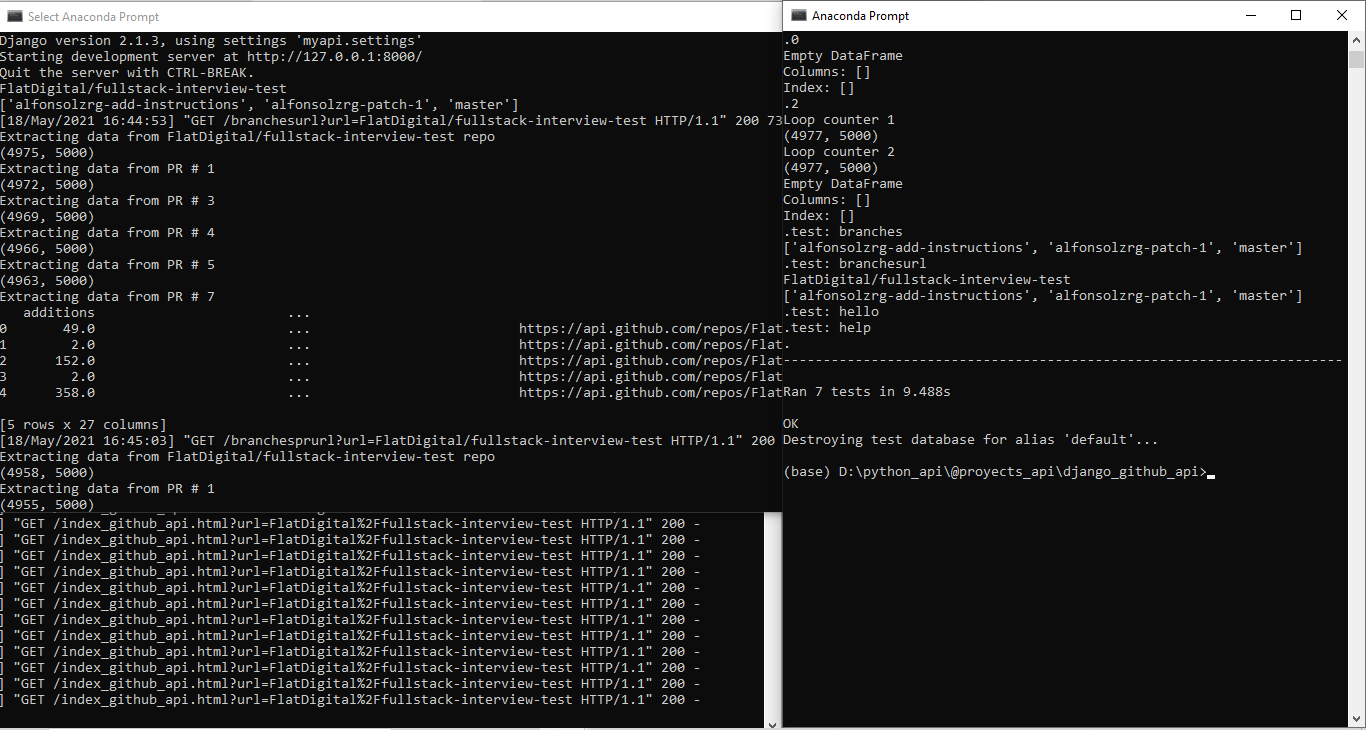 Select Anaconda Prompt
Django version 2.1.3, using settings 'myapi.settings'
Starting development server at http://127.0.0.1:8000/
Quit the server with CTRL-BREAK.
FlatDigital/fullstack-interview-test
['alfonsolzrg-add-instructions', 'alfonsolzrg-patch-1', 'master']
[18/May/2021 16:44:53] "GET /branchesurl?url=FlatDigital/fullstack-interview-test HTTP/1.1" 200 73
Extracting data from FlatDigital/fullstack-interview-test repo
(4975, 5000)
Extracting data from PR # 1
(4972, 5000)
Extracting data from PR # 3
(4969, 5000)
Extracting data from PR # 4
(4966, 5000)
Extracting data from PR # 5
(4963, 5000)
Extracting data from PR # 7
additions ...
0 49.0 ... https://api.github.com/repos/Flat
1 2.0 ... https://api.github.com/repos/Flat
2 152.0 ... https://api.github.com/repos/Flat
3 2.0 ... https://api.github.com/repos/Flat
4 358.0 ... https://api.github.com/repos/Flat
[5 rows x 27 columns]
[18/May/2021 16:45:03] "GET /branchesprurl?url=FlatDigital/fullstack-interview-test HTTP/1.1" 200
Extracting data from FlatDigital/fullstack-interview-test repo
(4958, 5000)
Extracting data from PR # 1
(4955, 5000)
] "GET /index_github_api.html?url=FlatDigital%2Ffullstack-interview-test HTTP/1.1" 200 -
] "GET /index_github_api.html?url=FlatDigital%2Ffullstack-interview-test HTTP/1.1" 200 -
] "GET /index_github_api.html?url=FlatDigital%2Ffullstack-interview-test HTTP/1.1" 200 -
] "GET /index_github_api.html?url=FlatDigital%2Ffullstack-interview-test HTTP/1.1" 200 -
] "GET /index_github_api.html?url=FlatDigital%2Ffullstack-interview-test HTTP/1.1" 200 -
] "GET /index_github_api.html?url=FlatDigital%2Ffullstack-interview-test HTTP/1.1" 200 -
] "GET /index_github_api.html?url=FlatDigital%2Ffullstack-interview-test HTTP/1.1" 200 -
] "GET /index_github_api.html?url=FlatDigital%2Ffullstack-interview-test HTTP/1.1" 200 -
] "GET /index_github_api.html?url=FlatDigital%2Ffullstack-interview-test HTTP/1.1" 200 -
] "GET /index_github_api.html?url=FlatDigital%2Ffullstack-interview-test HTTP/1.1" 200 -
] "GET /index_github_api.html?url=FlatDigital%2Ffullstack-interview-test HTTP/1.1" 200 -
] "GET /index_github_api.html?url=FlatDigital%2Ffullstack-interview-test HTTP/1.1" 200 -
Anaconda Prompt
.0
Empty DataFrame
Columns: []
Index: []
.2
Loop counter 1
(4977, 5000)
Loop counter 2
(4977, 5000)
Empty DataFrame
Columns: []
Index: []
.test: branches
['alfonsolzrg-add-instructions', 'alfonsolzrg-patch-1', 'master']
.test: branchesurl
FlatDigital/fullstack-interview-test
['alfonsolzrg-add-instructions', 'alfonsolzrg-patch-1', 'master']
.test: hello
.test: help
.
----------------------------------------------------------------------
Ran 7 tests in 9.488s
OK
Destroying test database for alias 'default'...
(base) D:\python_api\@proyects_api\django_github_api>